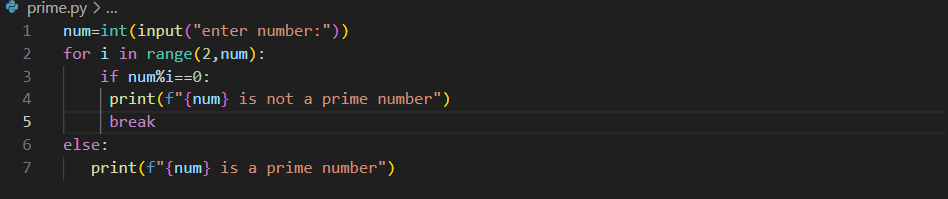 prime.py > ...
1 num=int(input("enter number:"))
2 for i in range(2,num):
3     if num%i==0:
4      print(f"{num} is not a prime number")
5      break
6 else:
7    print(f"{num} is a prime number")